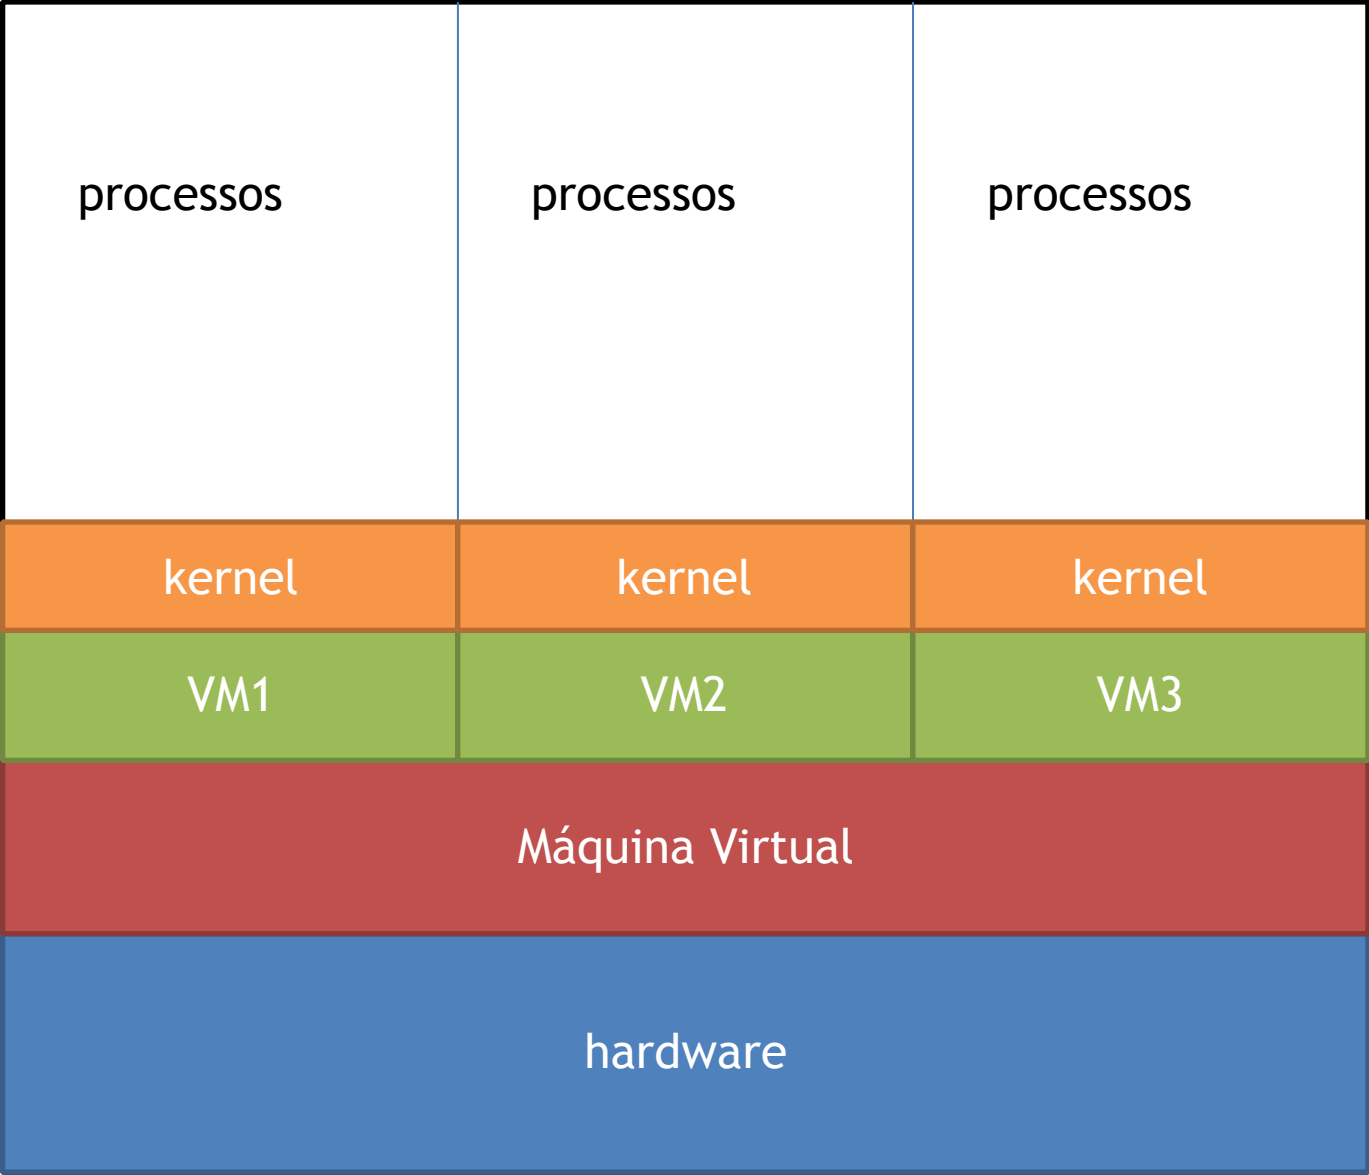 processos
processos
processos
kernel
kernel
kernel
VM1
VM2
VM3
Máquina Virtual
hardware